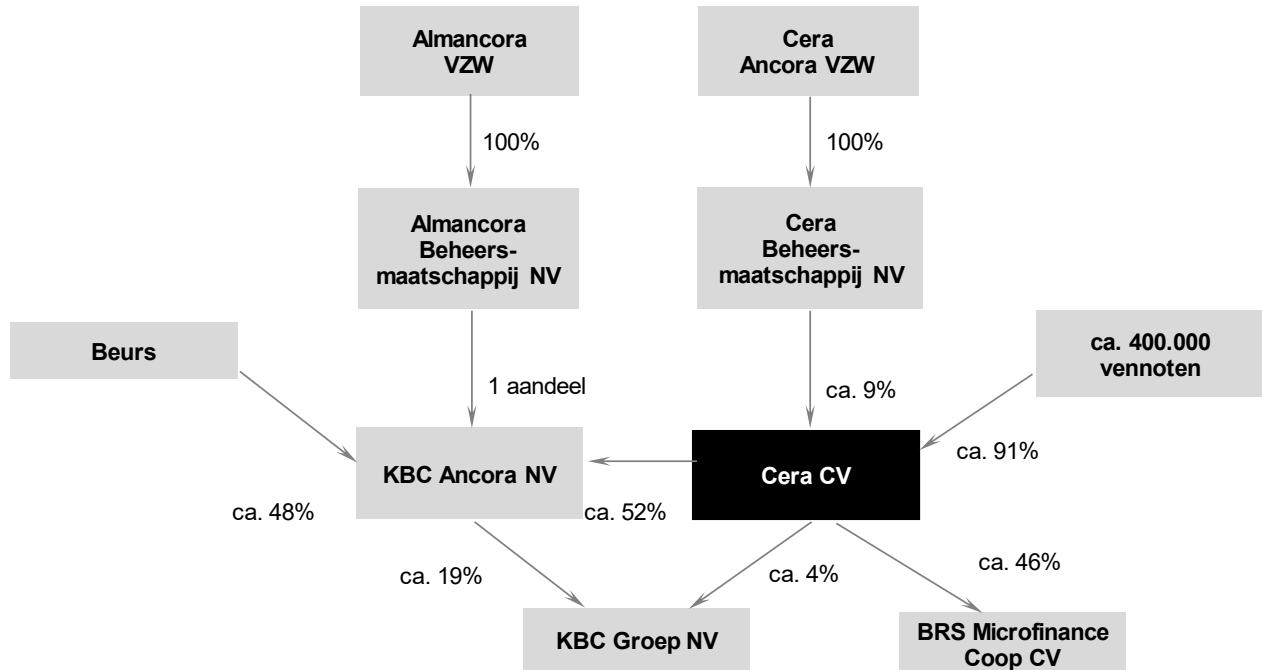 Almancora
VZW
Cera
Ancora VZW
100%
100%
Almancora
Beheers-
maatschappij NV
Cera
Beheers-
maatschappij NV
Beurs
ca. 400.000
vennoten
1 aandeel
ca. 9%
ca. 91%
KBC Ancora NV
Cera CV
ca. 48%
ca. 52%
ca. 19%
ca. 4%
ca. 46%
KBC Groep NV
BRS Microfinance
Coop CV